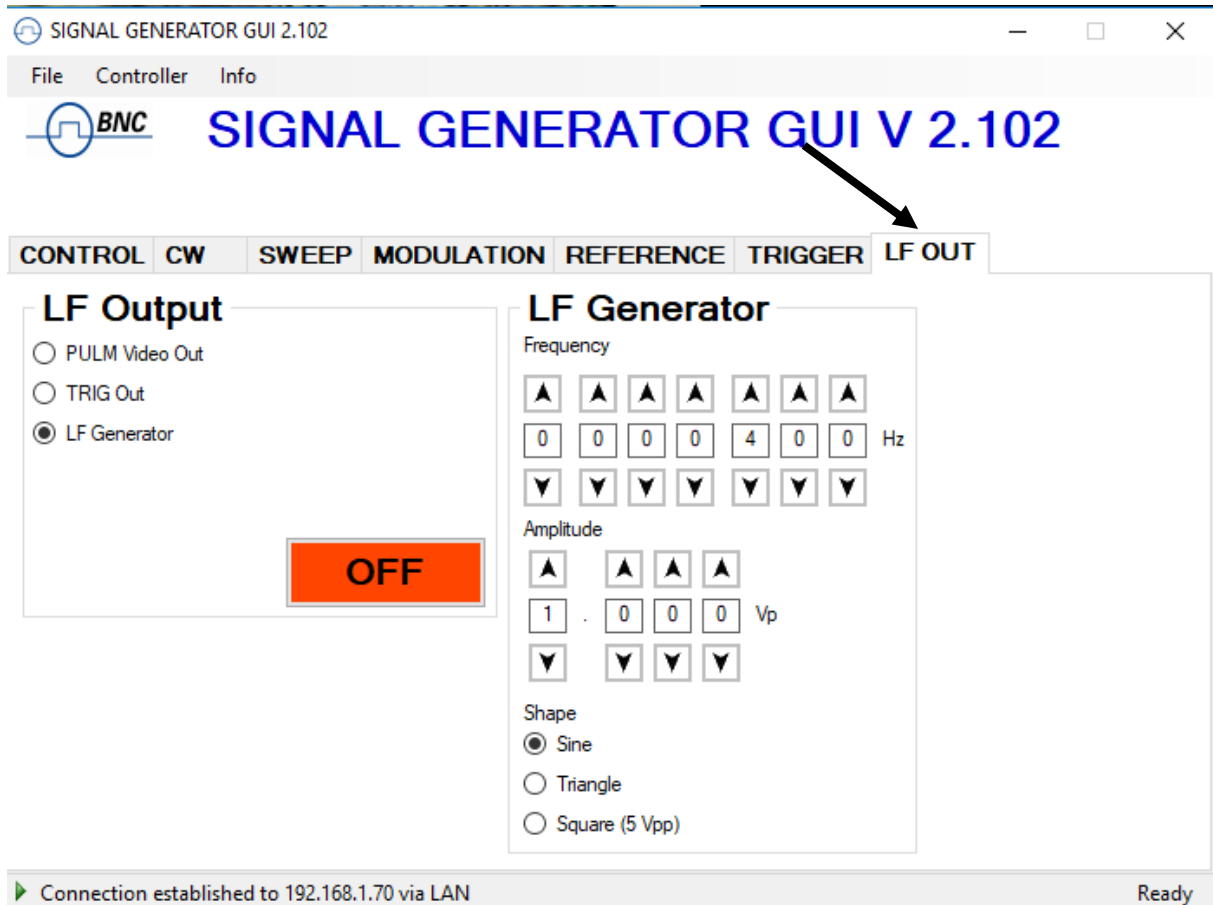 SIGNAL GENERATOR GUI 2.102
File Controller Info
BNC
SIGNAL GENERATOR GUI V 2.102
CONTROL CW SWEEP MODULATION REFERENCE TRIGGER LF OUT
LF Output
PULM Video Out
TRIG Out
LF Generator
OFF
LF Generator
Frequency
0 0 0 0 4 0 0 Hz
Amplitude
1 . 0 0 0 Vp
Shape
Sine
Triangle
Square (5 Vpp)
Connection established to 192.168.1.70 via LAN
Ready